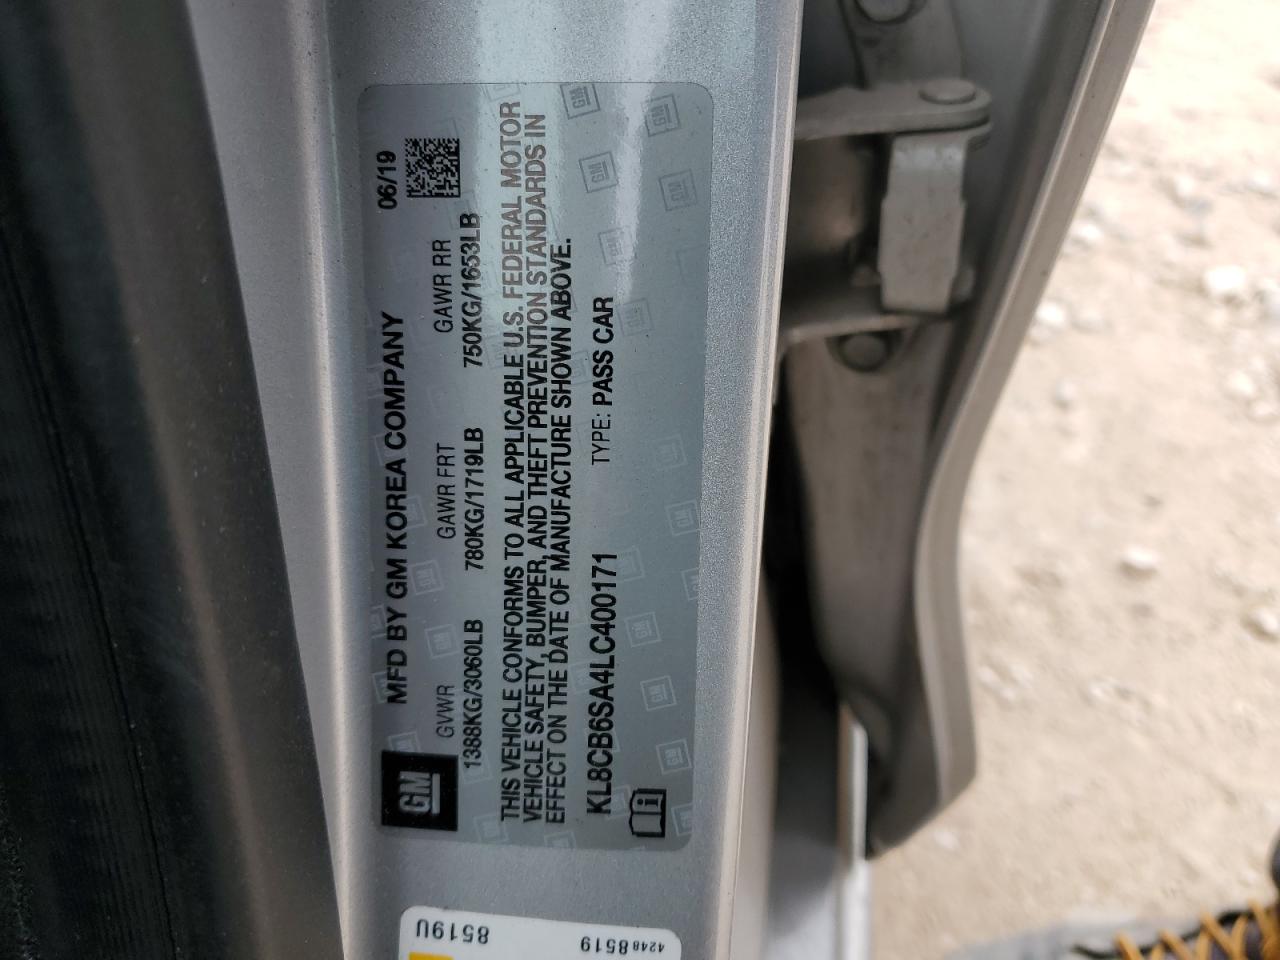 GM
MFD BY GM KOREA COMPANY 06/19
GVWR GAWR FRT GAWR RR
1388KG/3060LB 780KG/1719LB 750KG/1653LB
THIS VEHICLE CONFORMS TO ALL APPLICABLE U.S. FEDERAL MOTOR
VEHICLE SAFETY, BUMPER, AND THEFT PREVENTION STANDARDS IN
EFFECT ON THE DATE OF MANUFACTURE SHOWN ABOVE.
KL8CB6SA4LC400171 TYPE: PASS CAR
42488519
8519U